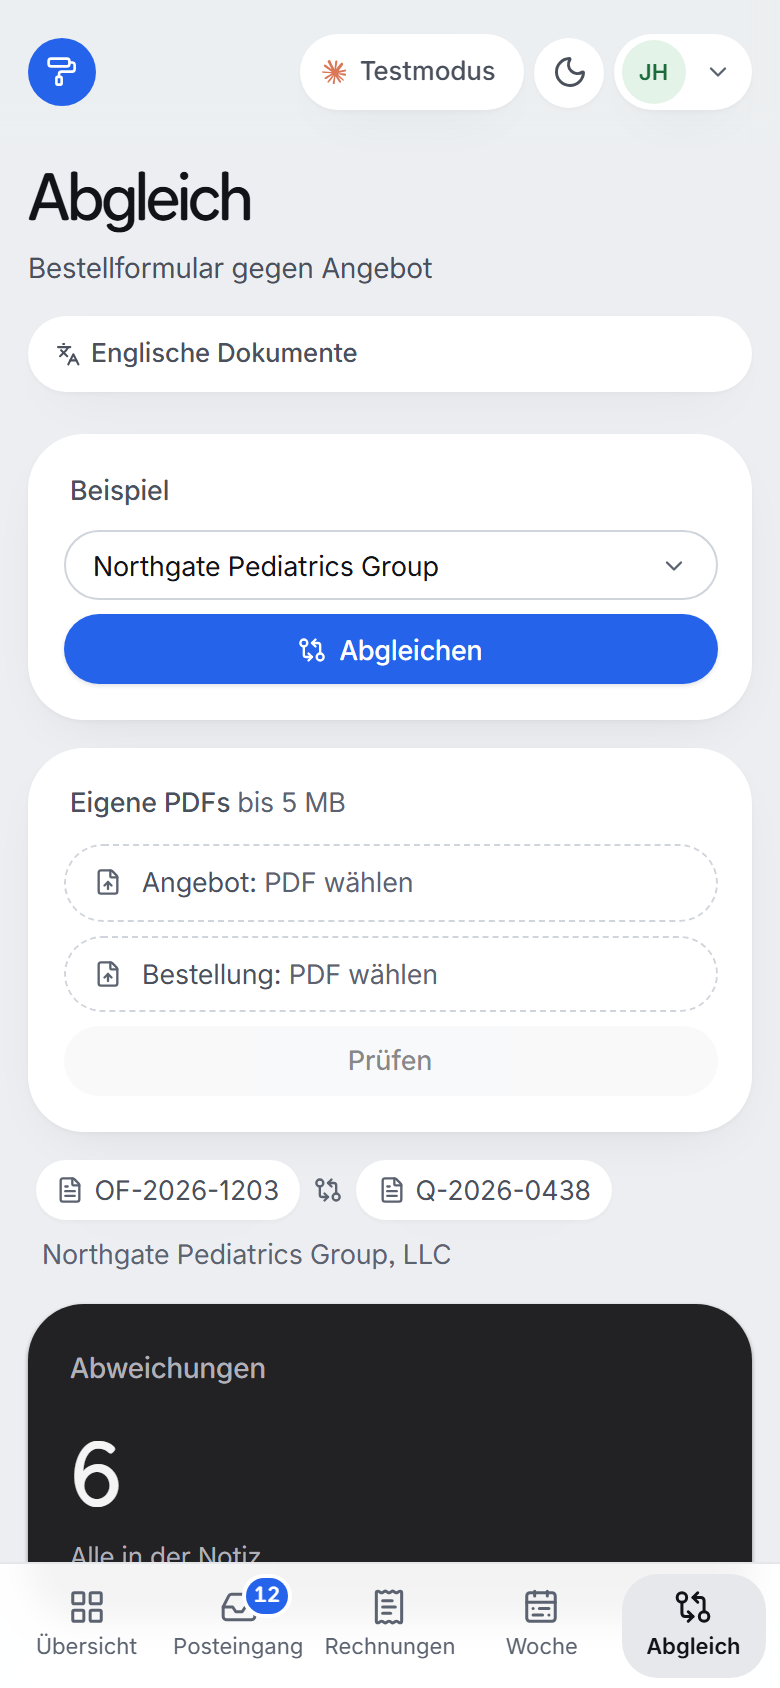 Testmodus
JH
Abgleich
Bestellformular gegen Angebot
Englische Dokumente
Beispiel
Northgate Pediatrics Group
Abgleichen
Eigene PDFs bis 5 MB
Angebot: PDF wählen
Bestellung: PDF wählen
Prüfen
OF-2026-1203 Q-2026-0438
Northgate Pediatrics Group, LLC
Abweichungen
6
Alle in der Notiz
12
Übersicht Posteingang Rechnungen Woche Abgleich